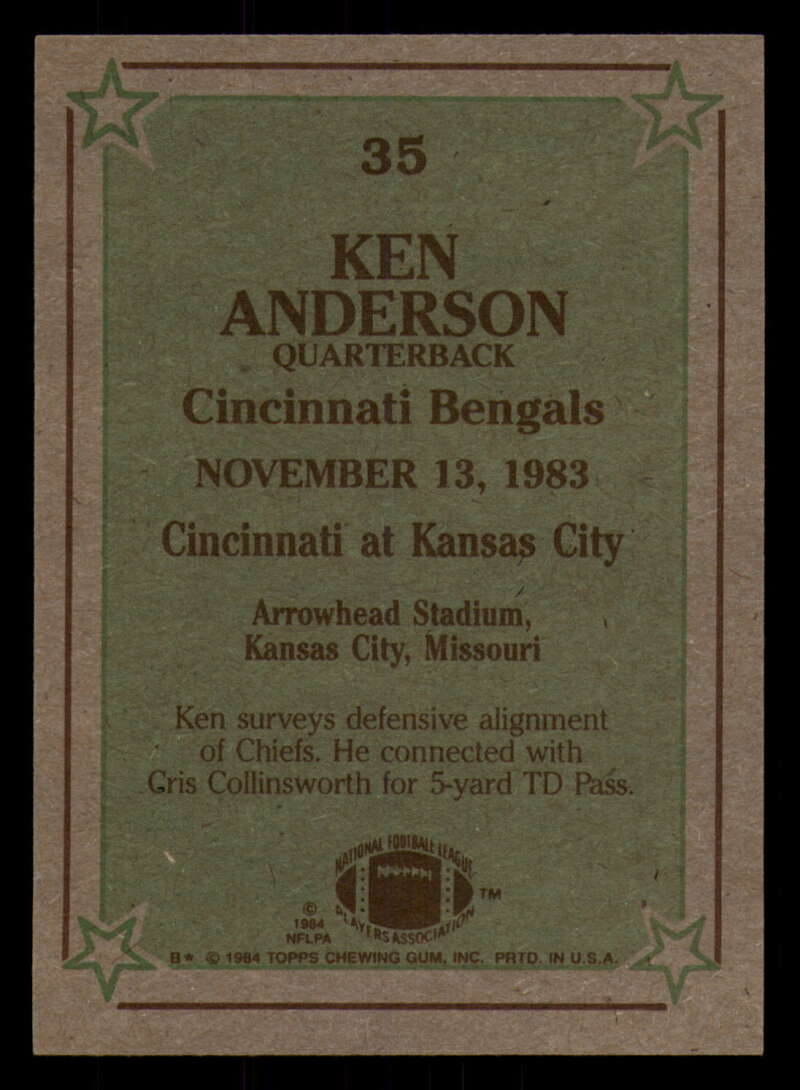 35
KEN
ANDERSON
QUARTERBACK
Cincinnati Bengals
NOVEMBER 13, 1983
Cincinnati at Kansas City
Arrowhead Stadium,
Kansas City, Missouri
Ken surveys defensive alignment
of Chiefs. He connected with
Cris Collinsworth for 5-yard TD Pass.
NATIONAL FOOTBALL LEAGUE
PLAYERS ASSOCIATION
TM
©
1984
NFLPA
B* © 1984 TOPPS CHEWING GUM, INC. PRTD. IN U.S.A.